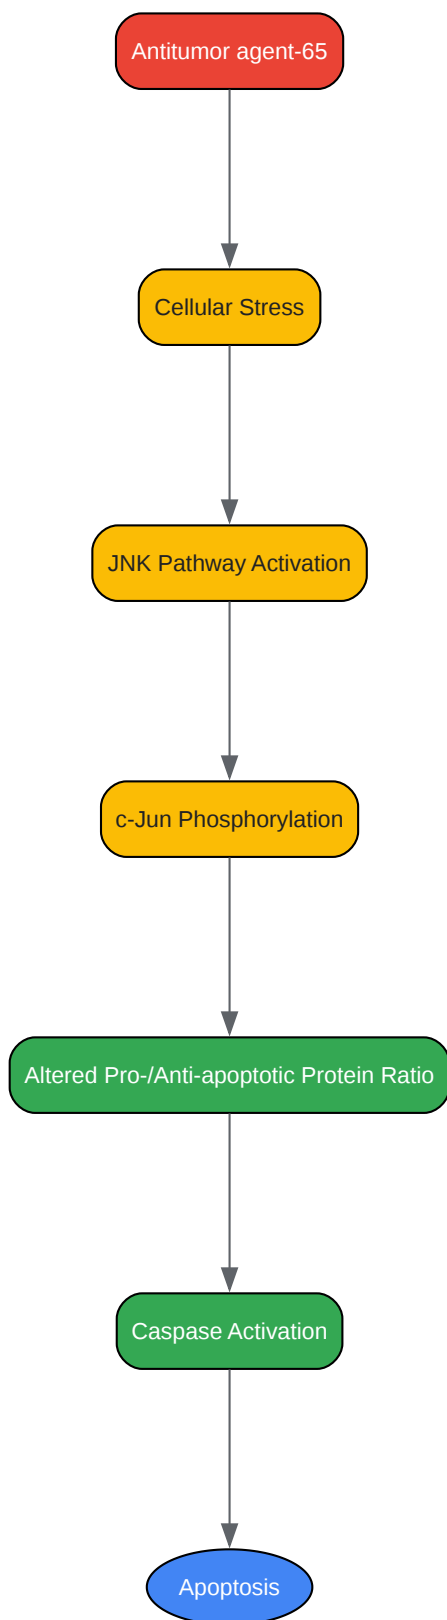 Antitumor agent-65
Cellular Stress
JNK Pathway Activation
c-Jun Phosphorylation
Altered Pro-/Anti-apoptotic Protein Ratio
Caspase Activation
Apoptosis